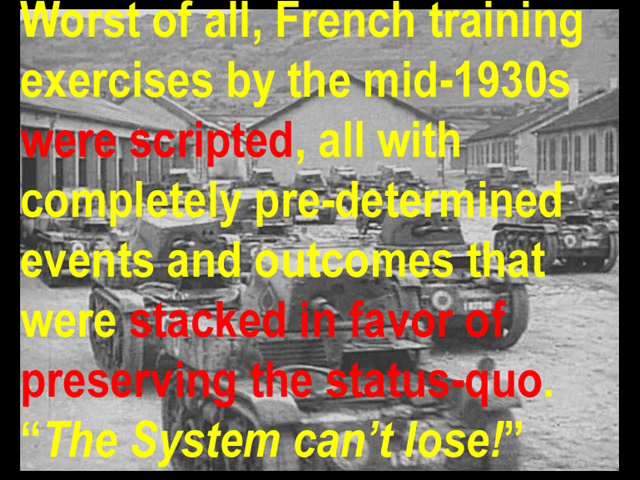 Worst of all, French training
exercises by the mid-1930s
were scripted, all with
completely pre-determined
events and outcomes that
were stacked in favor of
preserving the status-quo.
“The System can’t lose!”